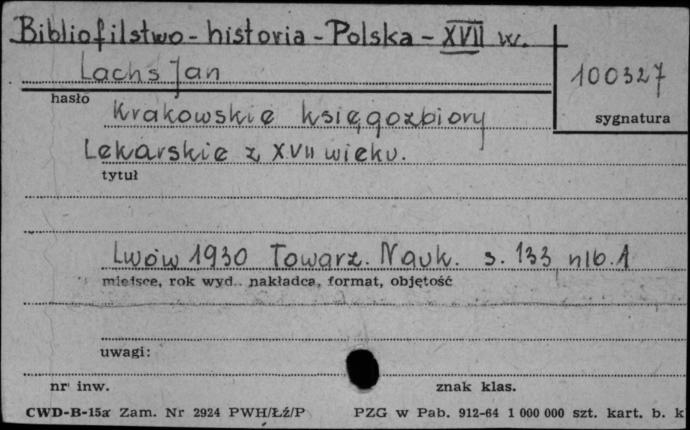 Bibliofilstwo - historia - Polska - XVII w.
Lachs Jan
100327
hasło
sygnatura
Krakowskie księgozbiory
Lekarskie z XVII wieku.
tytuł
Lwów 1930 Towarz. Nauk. s. 133 nlb. 1
miejsce, rok wyd., nakładca, format, objętość
uwagi:
nr inw.
znak klas.
CWD-B-15a Zam. Nr 2924 PWH/Łź/P PZG w Pab. 912-64 1 000 000 szt. kart. b. k